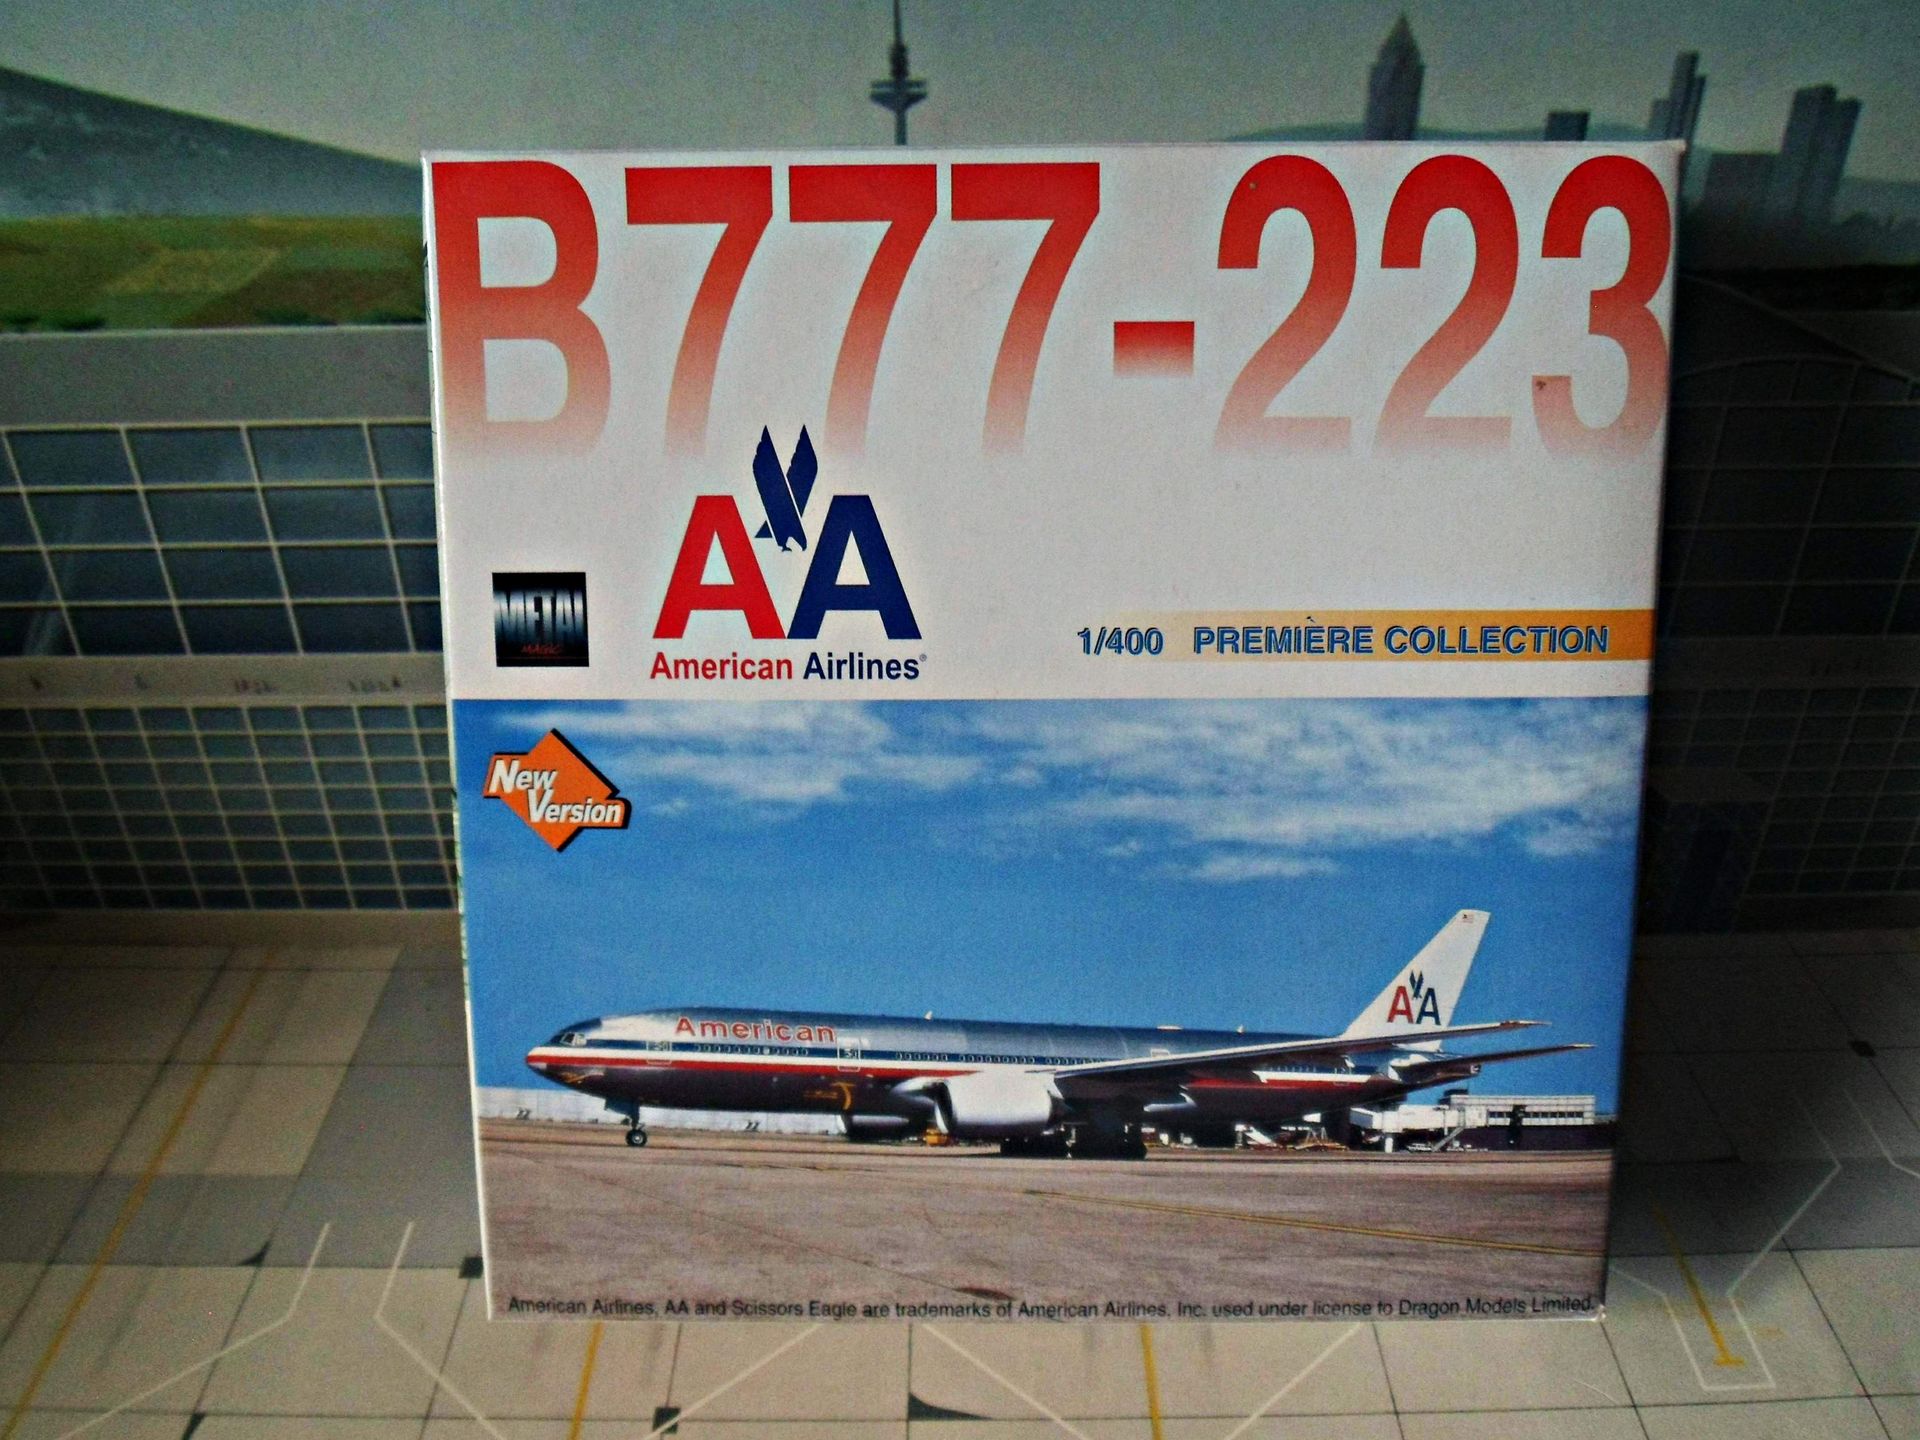 B777-223
AA
American Airlines®
METAL
MAGIC
1/400 PREMIÈRE COLLECTION
New
Version
American
AA
American Airlines, AA and Scissors Eagle are trademarks of American Airlines, Inc. used under license to Dragon Models Limited.